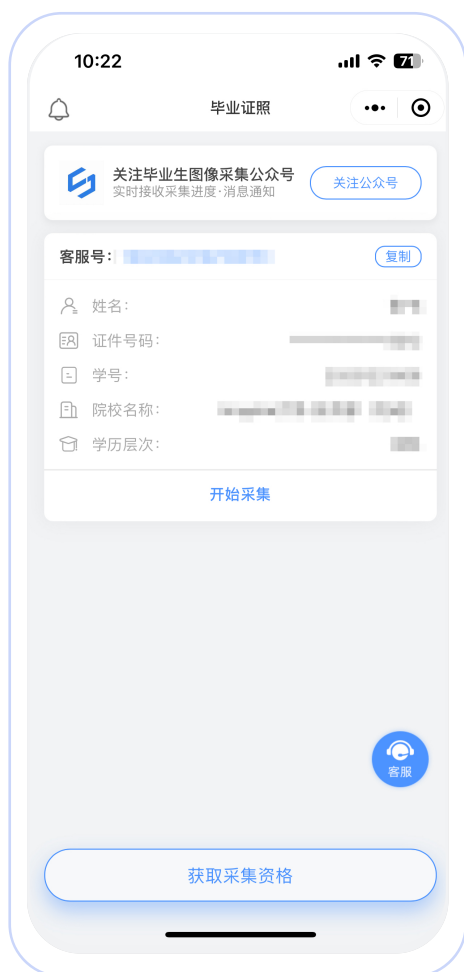 10:22
71
毕业证照
关注毕业生图像采集公众号
实时接收采集进度·消息通知
关注公众号
客服号：
复制
姓名：
证件号码：
学号：
院校名称：
学历层次：
开始采集
客服
获取采集资格